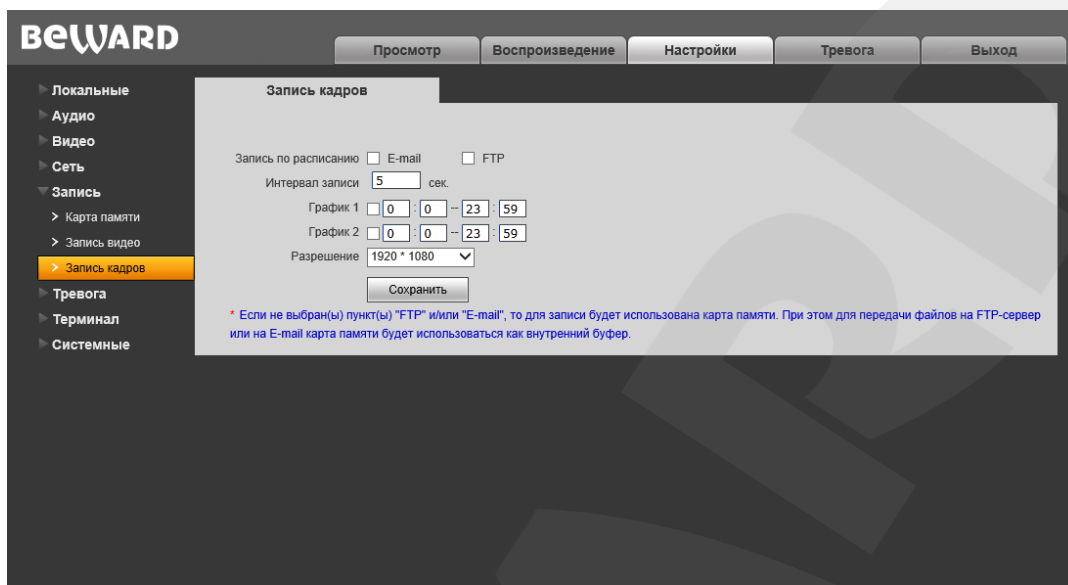 BEWARD
Просмотр Воспроизведение Настройки Тревога Выход
Локальные
Аудио
Видео
Сеть
Запись
> Карта памяти
> Запись видео
> Запись кадров
Тревога
Терминал
Системные
Запись кадров
Запись по расписанию E-mail FTP
Интервал записи 5 сек.
График 1 0 : 0 -- 23 : 59
График 2 0 : 0 -- 23 : 59
Разрешение 1920 * 1080
Сохранить
* Если не выбран(ы) пункт(ы) "FTP" и/или "E-mail", то для записи будет использована карта памяти. При этом для передачи файлов на FTP-сервер
или на E-mail карта памяти будет использоваться как внутренний буфер.